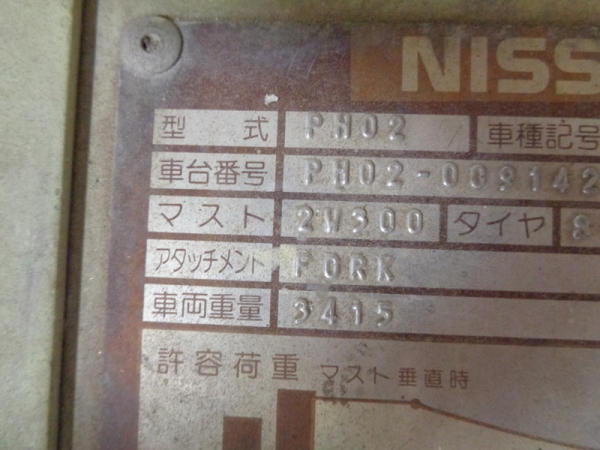 NISS
型式 PH02 車種記号
車台番号 PH02-009142
マスト 2W300 タイヤ
アタッチメント FORK
車両重量 3415
許容荷重 マスト垂直時